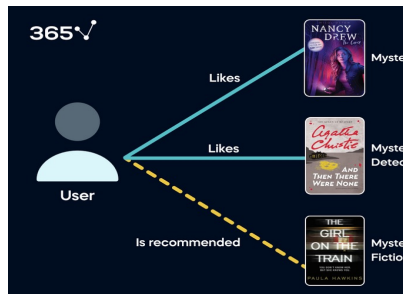 365
NANCY
DREW
Likes
Myste
Likes
Agatha
Christie
AND
THEN THERE
WERE NONE
Myste
Detec
User
Is recommended
THE
GIRL
ON THE
TRAIN
PAULA HAWKINS
Myste
Fictio